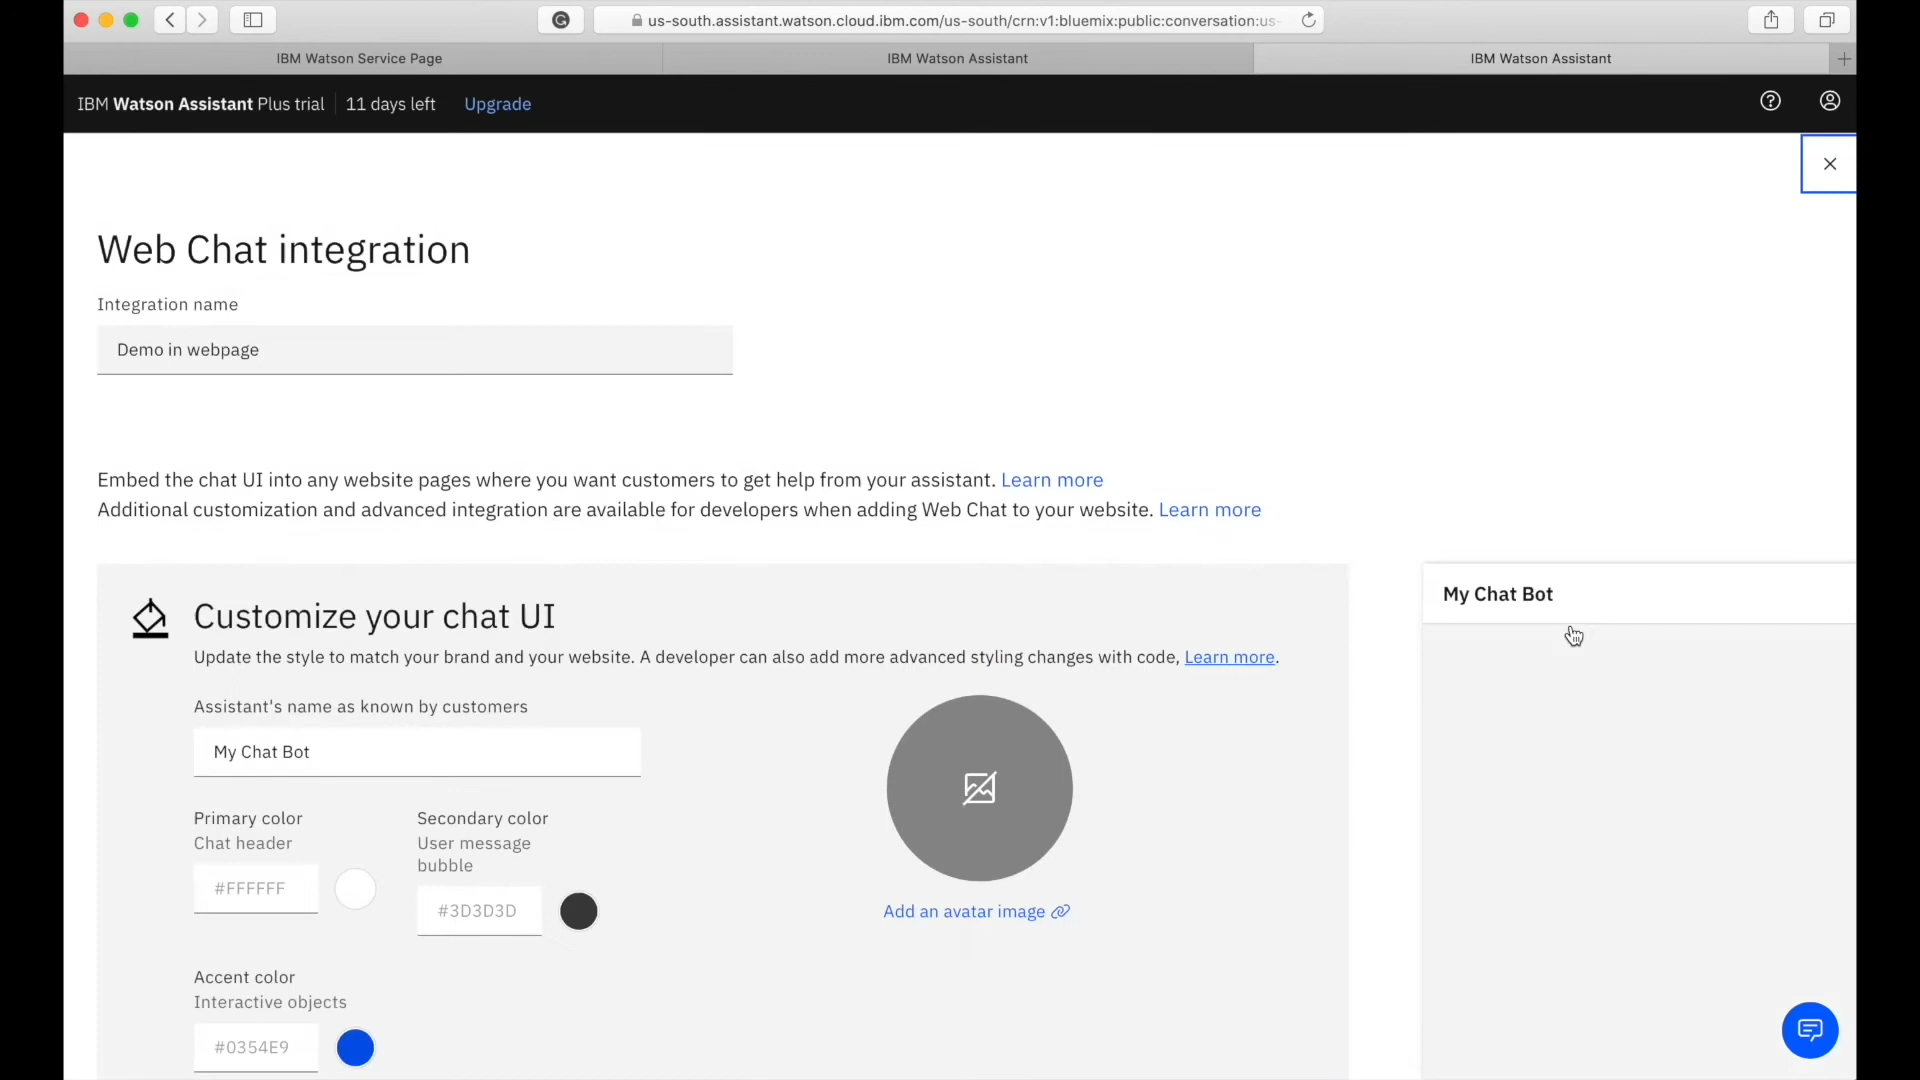 us-south.assistant.watson.cloud.ibm.com/us-south/crn:v1:bluemix:public:conversation:us-
IBM Watson Service Page
IBM Watson Assistant
IBM Watson Assistant
IBM Watson Assistant Plus trial
11 days left
Upgrade
Web Chat integration
Integration name
Demo in webpage
Embed the chat UI into any website pages where you want customers to get help from your assistant. Learn more
Additional customization and advanced integration are available for developers when adding Web Chat to your website. Learn more
Customize your chat UI
Update the style to match your brand and your website. A developer can also add more advanced styling changes with code, Learn more.
Assistant's name as known by customers
My Chat Bot
Primary color
Chat header
#FFFFFF
Secondary color
User message
bubble
#3D3D3D
Accent color
Interactive objects
#0354E9
Add an avatar image
My Chat Bot